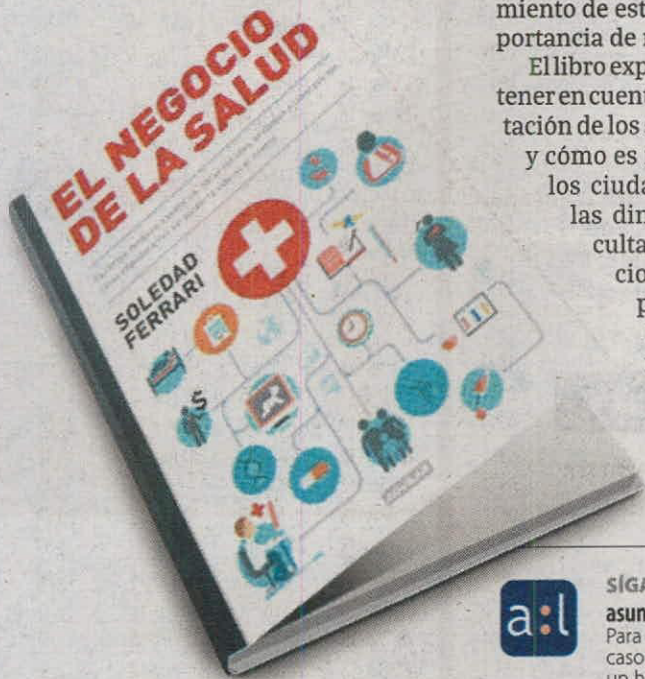 EL NEGOCIO
DE LA SALUD
SOLEDAD
FERRARI
$
miento de est
portancia de
El libro exp
tener en cuent
tación de los
y cómo es
los ciuda
las din
culta
cio
p
a:l
SÍGA
asun
Para
caso